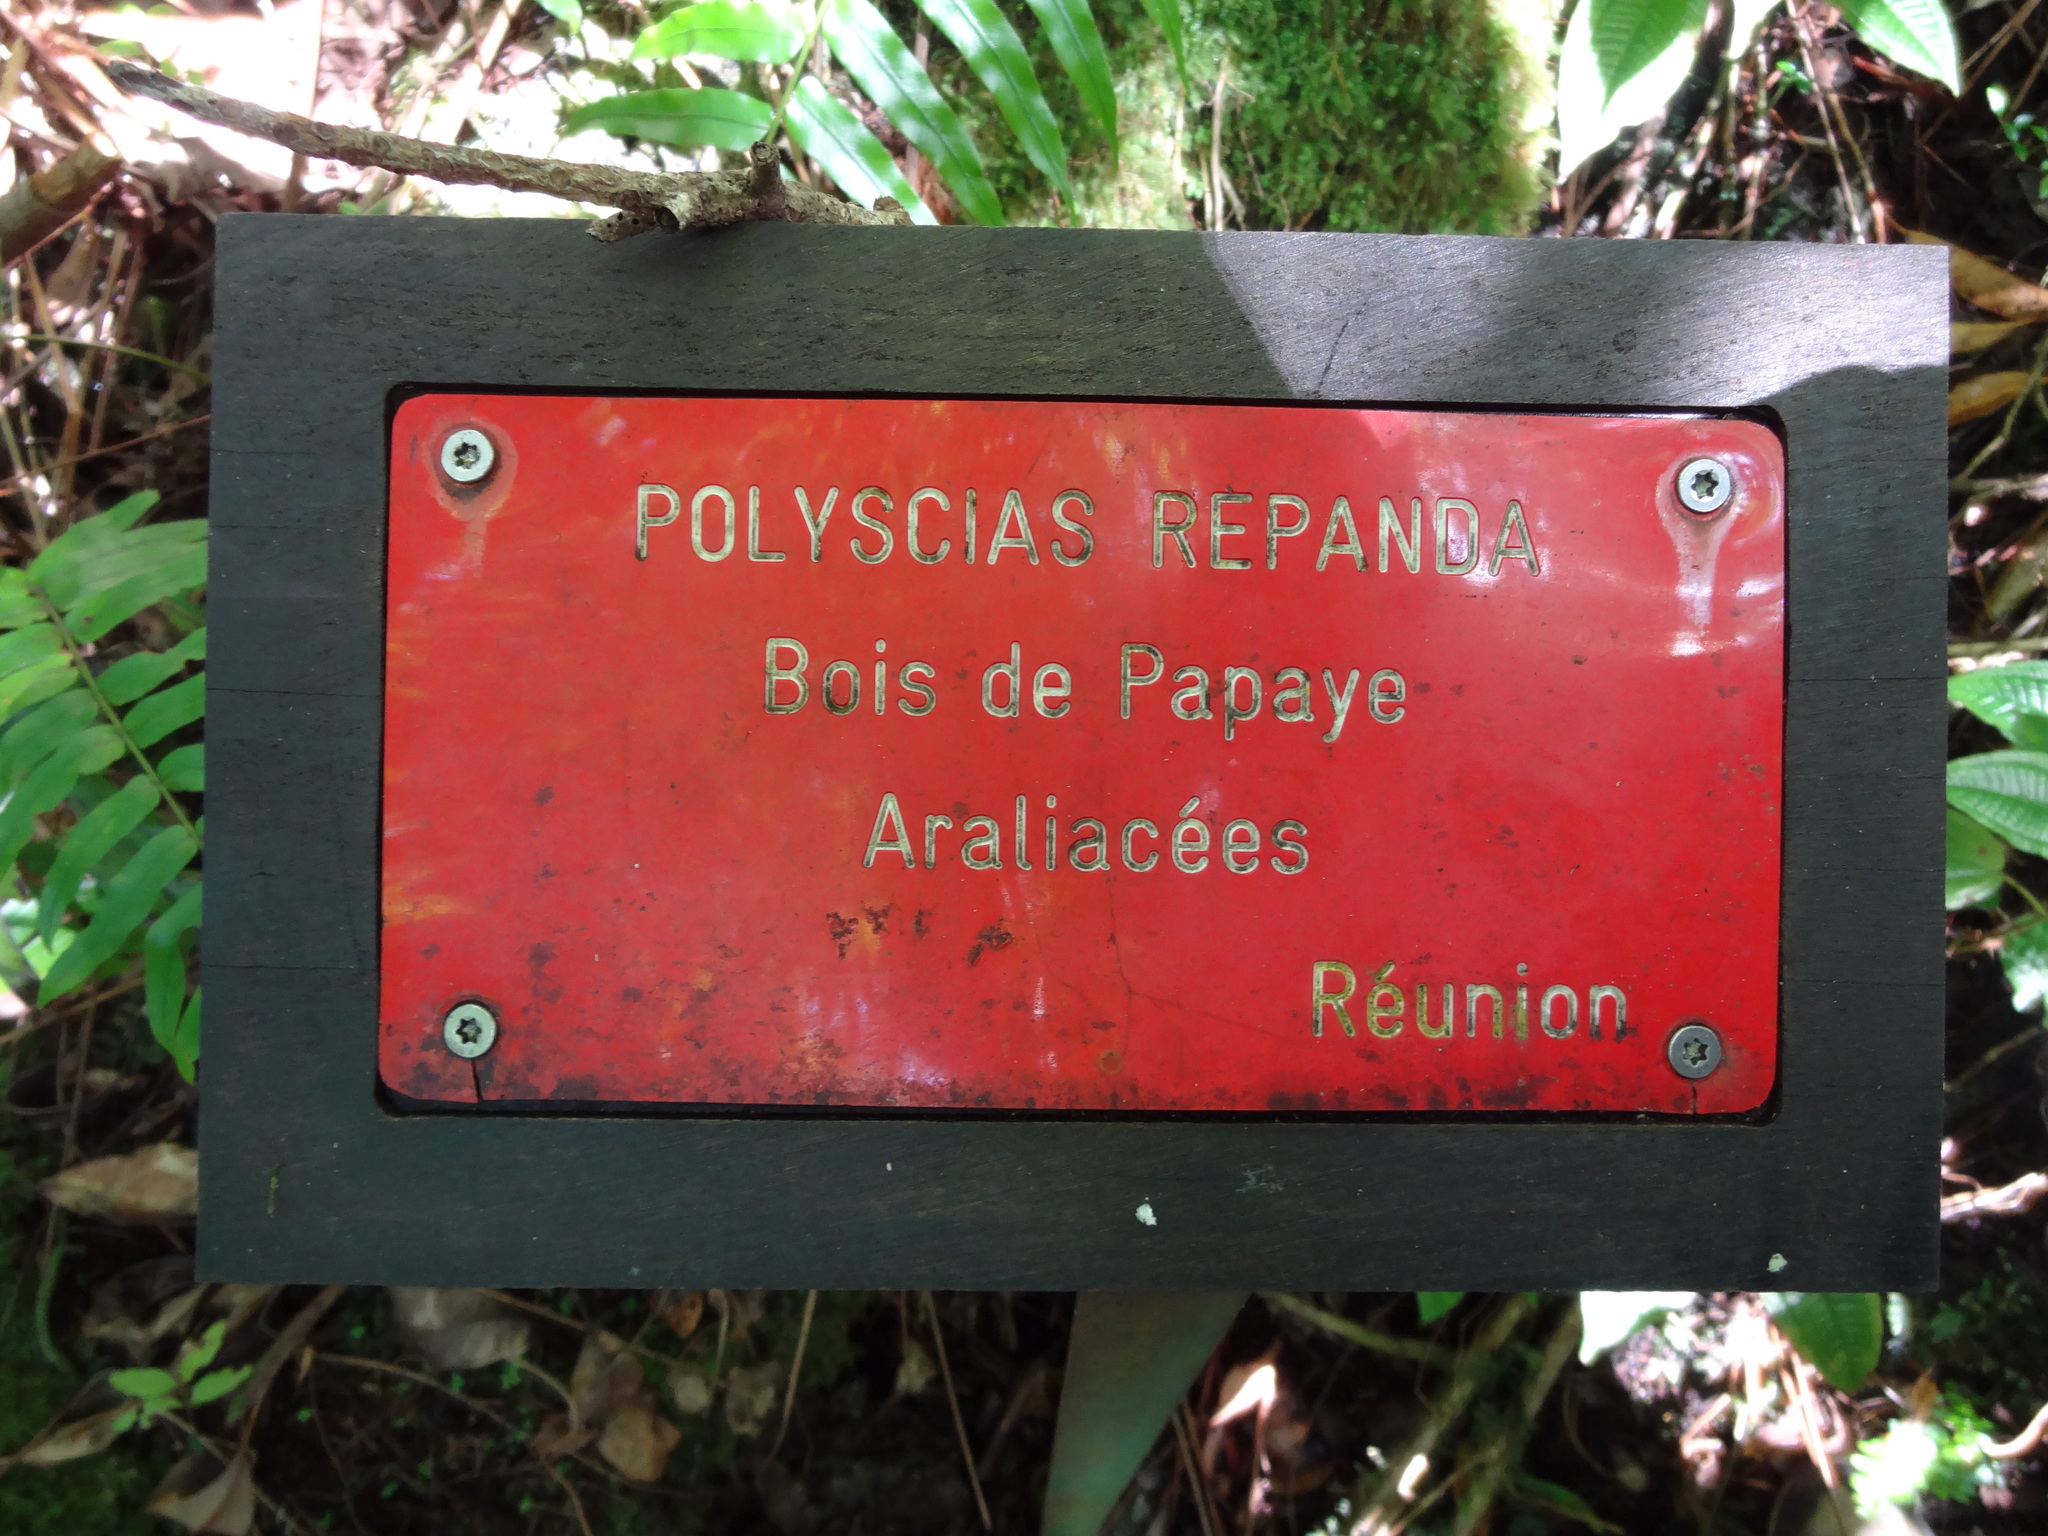 POLYSCIAS REPANDA
Bois de Papaye
Araliacées
Réunion